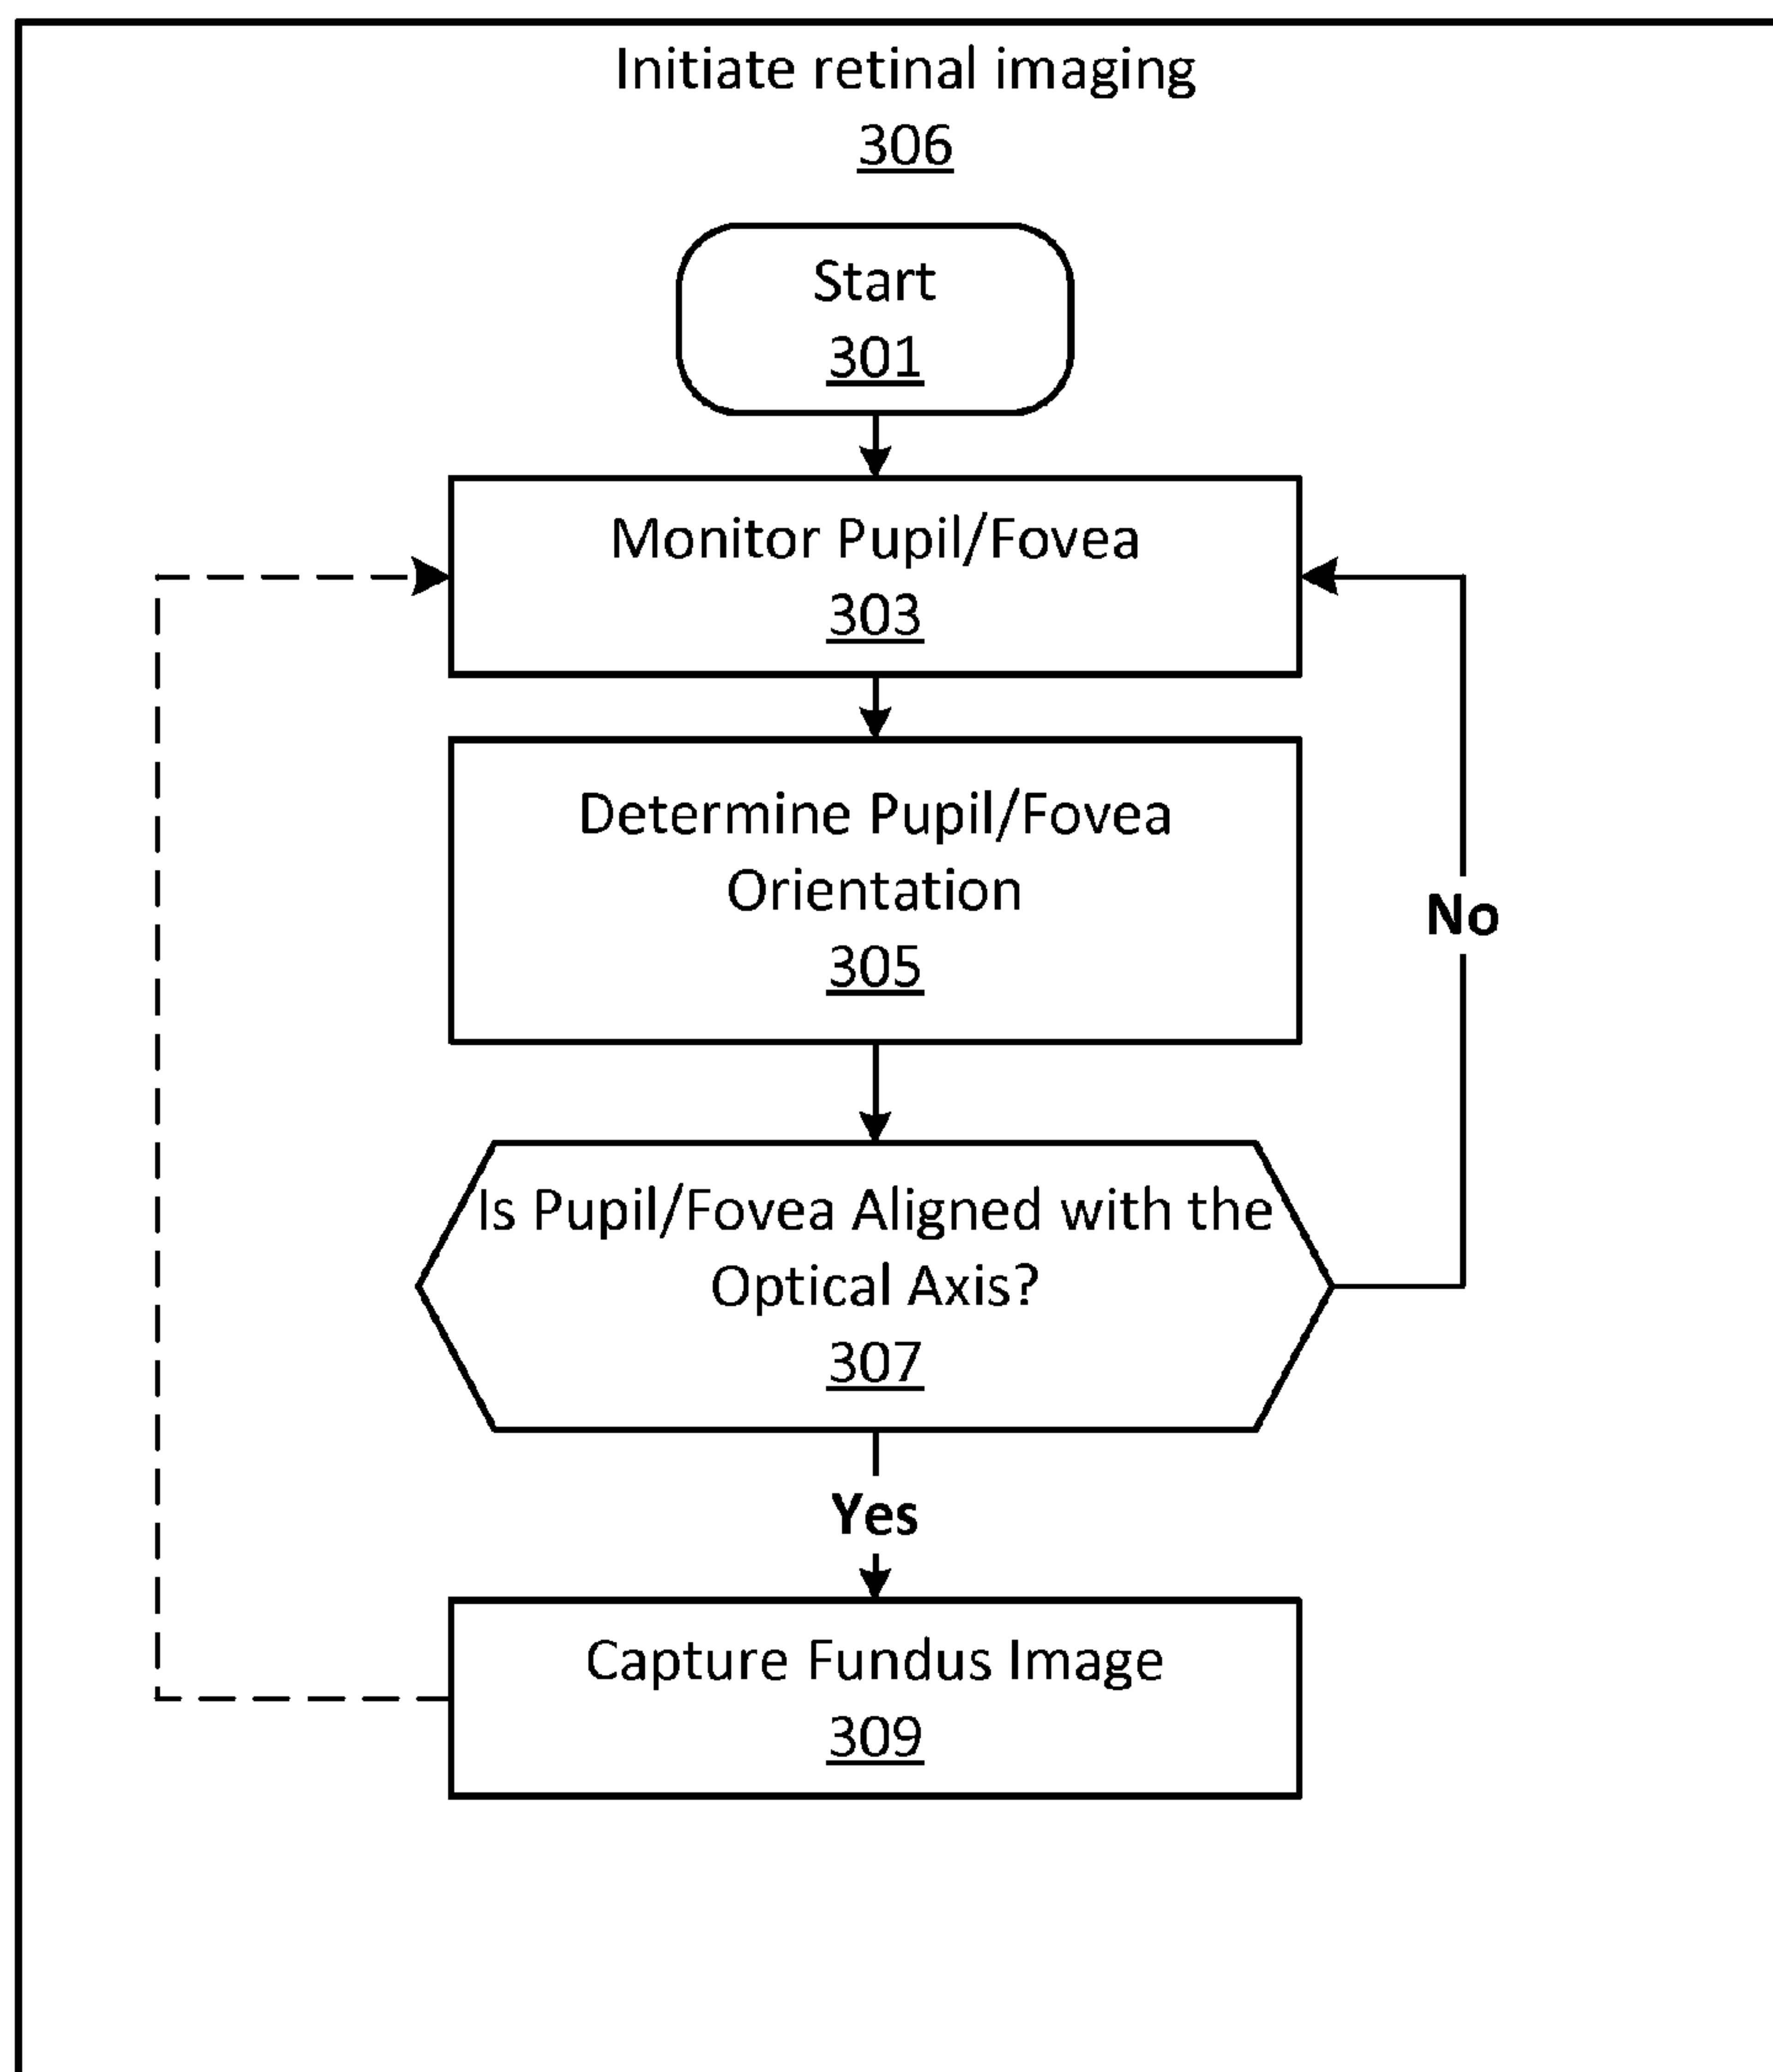 Initiate retinal imaging
306
Start
301
Monitor Pupil/Fovea
303
Determine Pupil/Fovea
Orientation
305
No
Is Pupil/Fovea Aligned with the
Optical Axis?
307
Yes
Capture Fundus Image
309